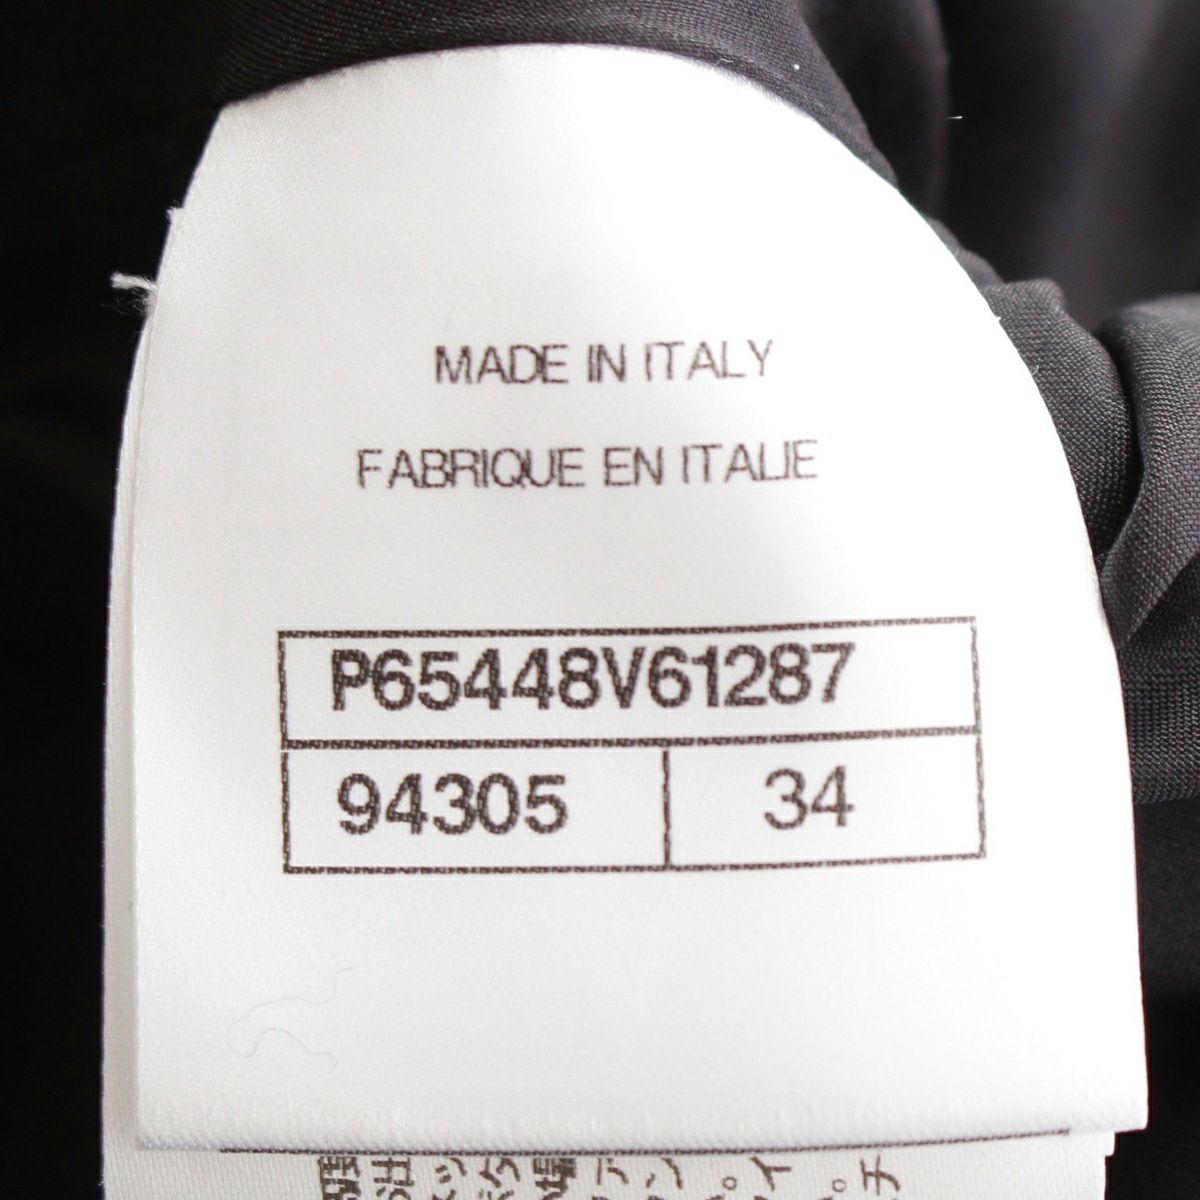 MADE IN ITALY
FABRIQUE EN ITALIE
P65448V61287
94305 34